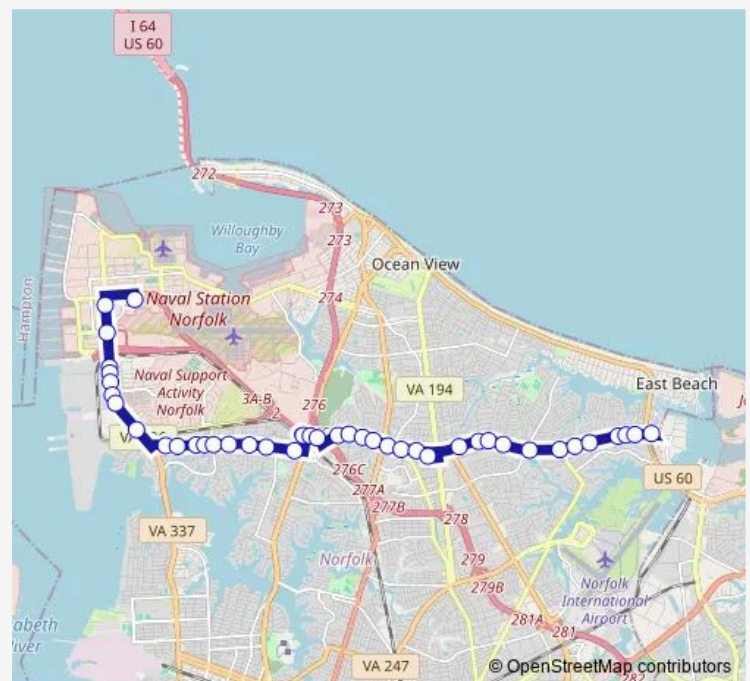 I 64
US 60
272
273
Willoughby
Bay
273
Ocean View
Hampton
274
Naval Station
Norfolk
East Beach
Naval Support
Activity
Norfolk
VA 194
3A-B
2
276
276C
US 60
277A
277B
278
VA 337
Norfolk
279
279B
Norfolk
International
Airport
281A
281
282
VA 247
© OpenStreetMap contributors